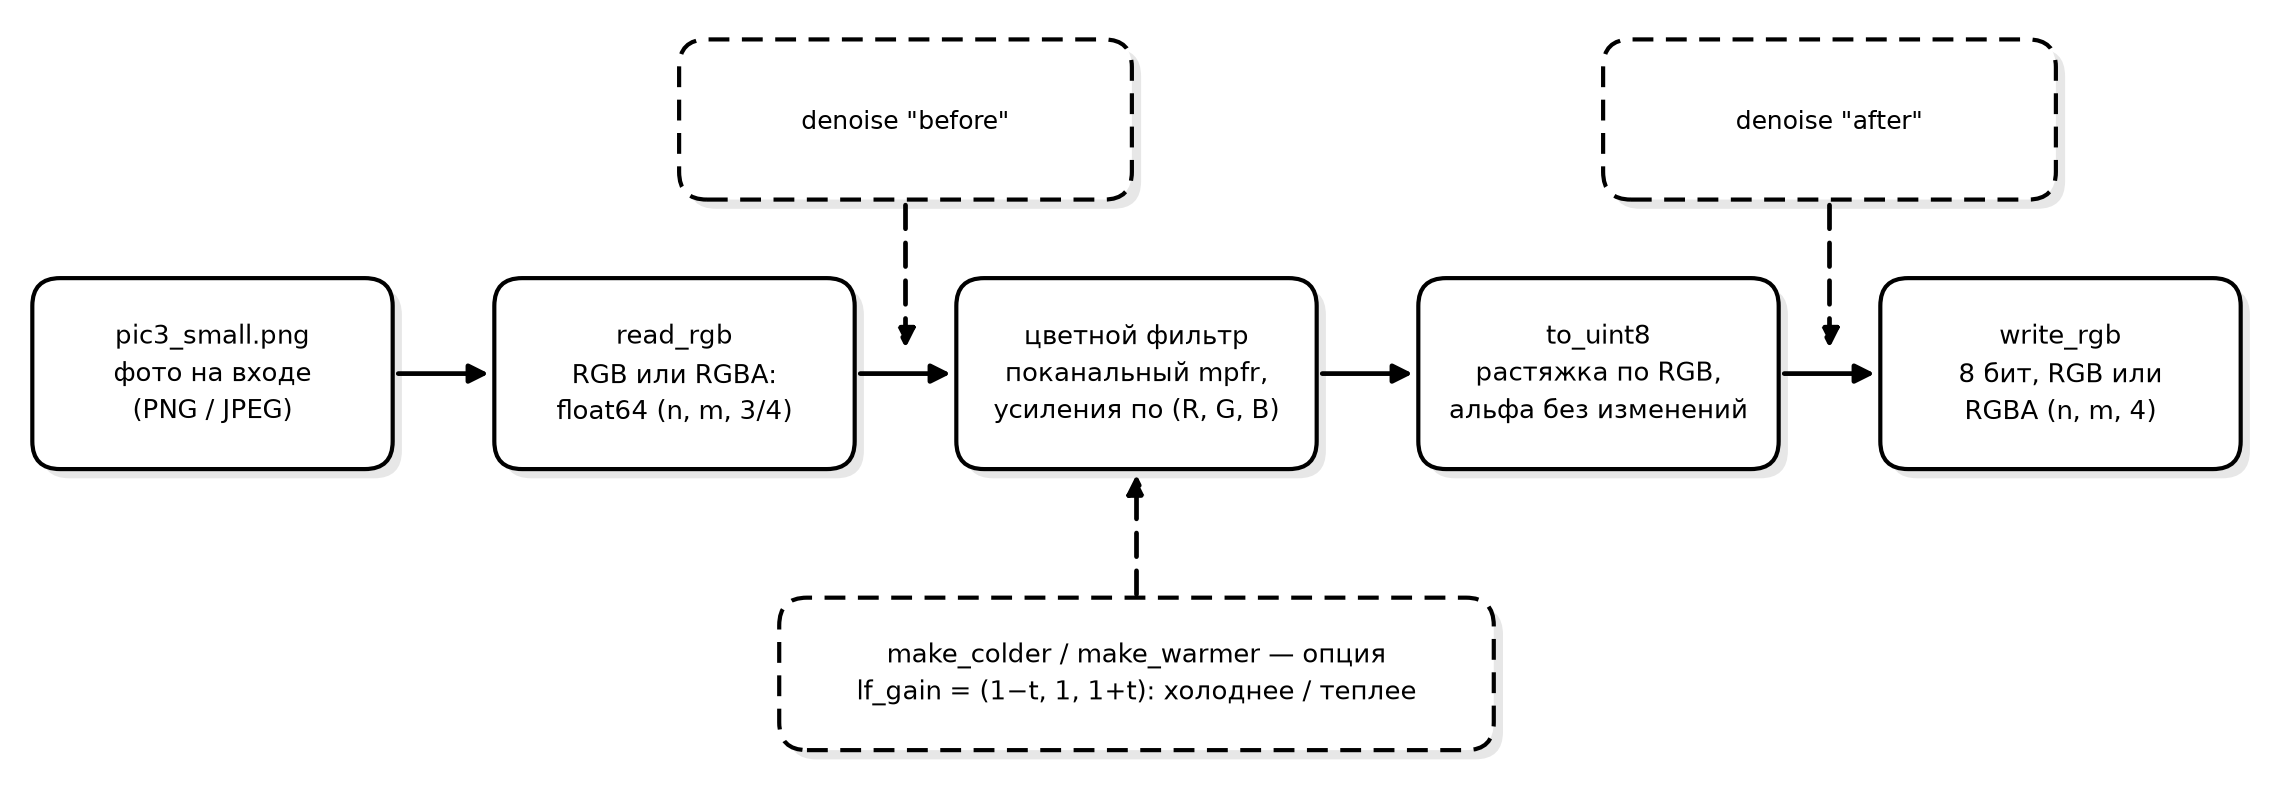 denoise "before"
denoise "after"
pic3_small.png
фото на входе
(PNG / JPEG)
read_rgb
RGB или RGBA:
float64 (n, m, 3/4)
цветной фильтр
поканальный mpfr,
усиления по (R, G, B)
to_uint8
растяжка по RGB,
альфа без изменений
write_rgb
8 бит, RGB или
RGBA (n, m, 4)
make_colder / make_warmer — опция
lf_gain = (1−t, 1, 1+t): холоднее / теплее